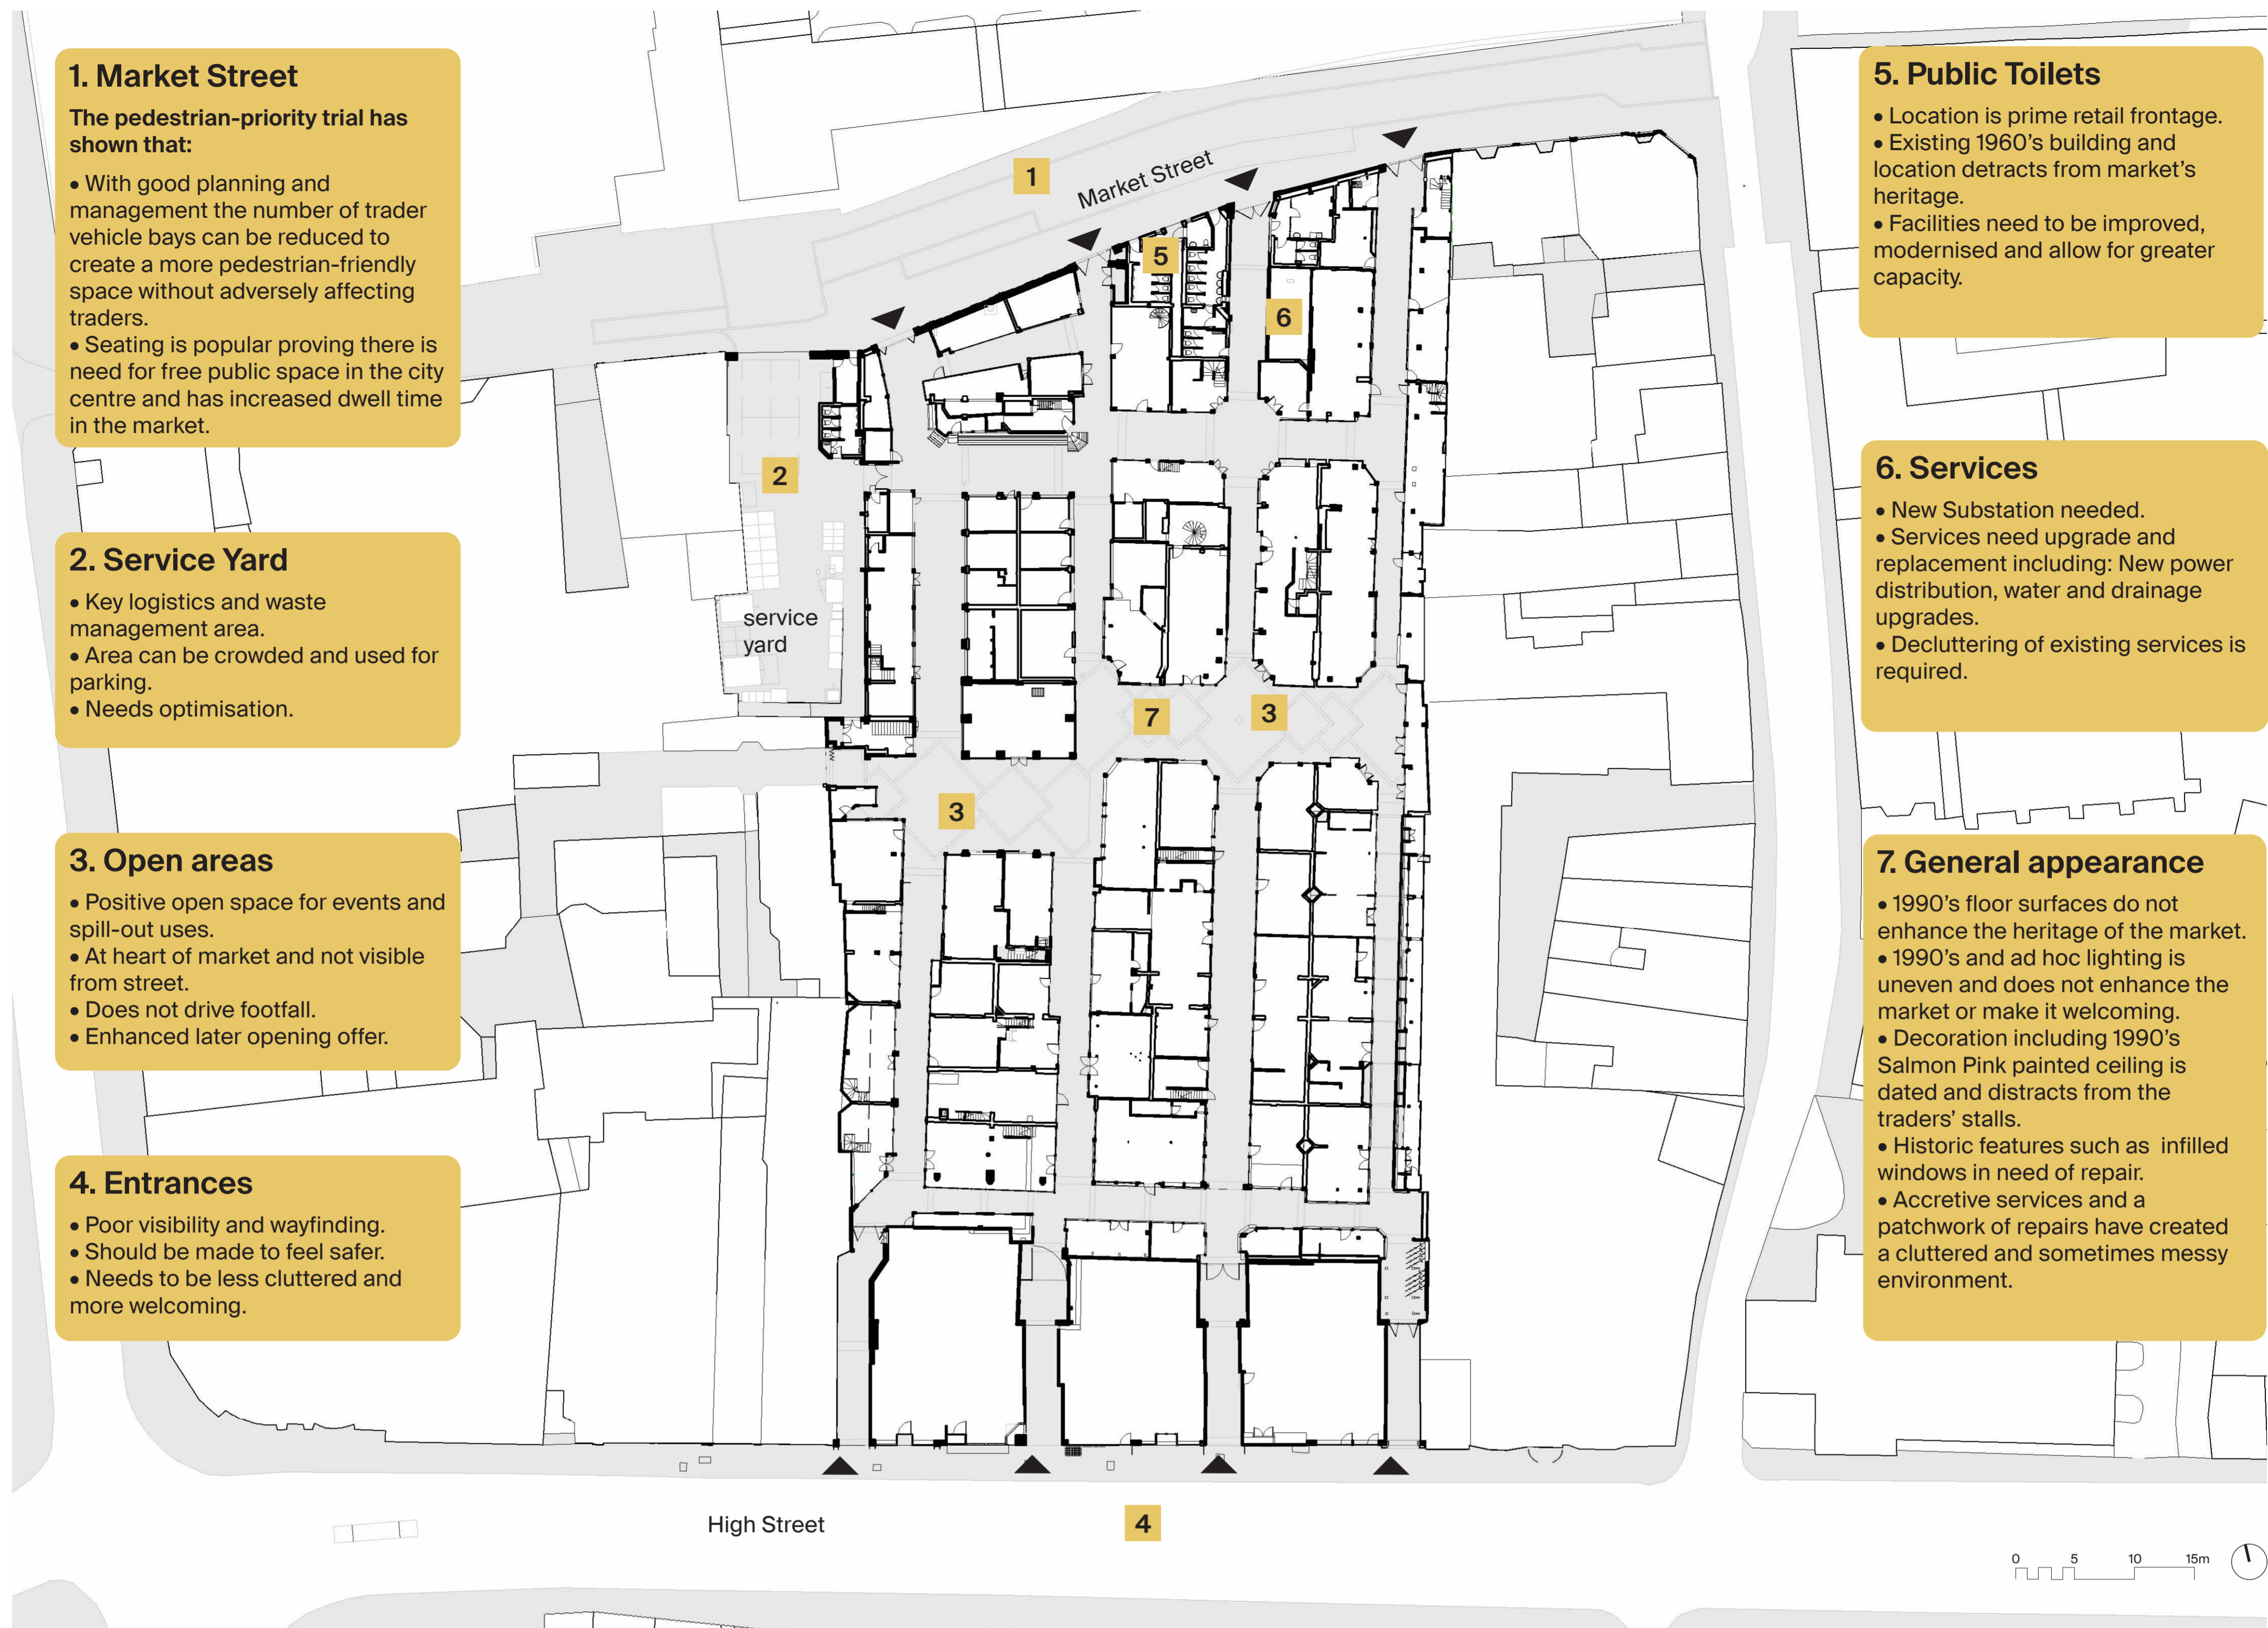 1. Market Street
The pedestrian-priority trial has
shown that:
• With good planning and
management the number of trader
vehicle bays can be reduced to
create a more pedestrian-friendly
space without adversely affecting
traders.
• Seating is popular proving there is
need for free public space in the city
centre and has increased dwell time
in the market.
2. Service Yard
• Key logistics and waste
management area.
• Area can be crowded and used for
parking.
• Needs optimisation.
3. Open areas
• Positive open space for events and
spill-out uses.
• At heart of market and not visible
from street.
• Does not drive footfall.
• Enhanced later opening offer.
4. Entrances
• Poor visibility and wayfinding.
• Should be made to feel safer.
• Needs to be less cluttered and
more welcoming.
1
Market Street
5
6
2
service
yard
7
3
3
High Street
4
5. Public Toilets
• Location is prime retail frontage.
• Existing 1960's building and
location detracts from market's
heritage.
• Facilities need to be improved,
modernised and allow for greater
capacity.
6. Services
• New Substation needed.
• Services need upgrade and
replacement including: New power
distribution, water and drainage
upgrades.
• Decluttering of existing services is
required.
7. General appearance
• 1990's floor surfaces do not
enhance the heritage of the market.
• 1990's and ad hoc lighting is
uneven and does not enhance the
market or make it welcoming.
• Decoration including 1990's
Salmon Pink painted ceiling is
dated and distracts from the
traders' stalls.
• Historic features such as infilled
windows in need of repair.
• Accretive services and a
patchwork of repairs have created
a cluttered and sometimes messy
environment.
0 5 10 15m